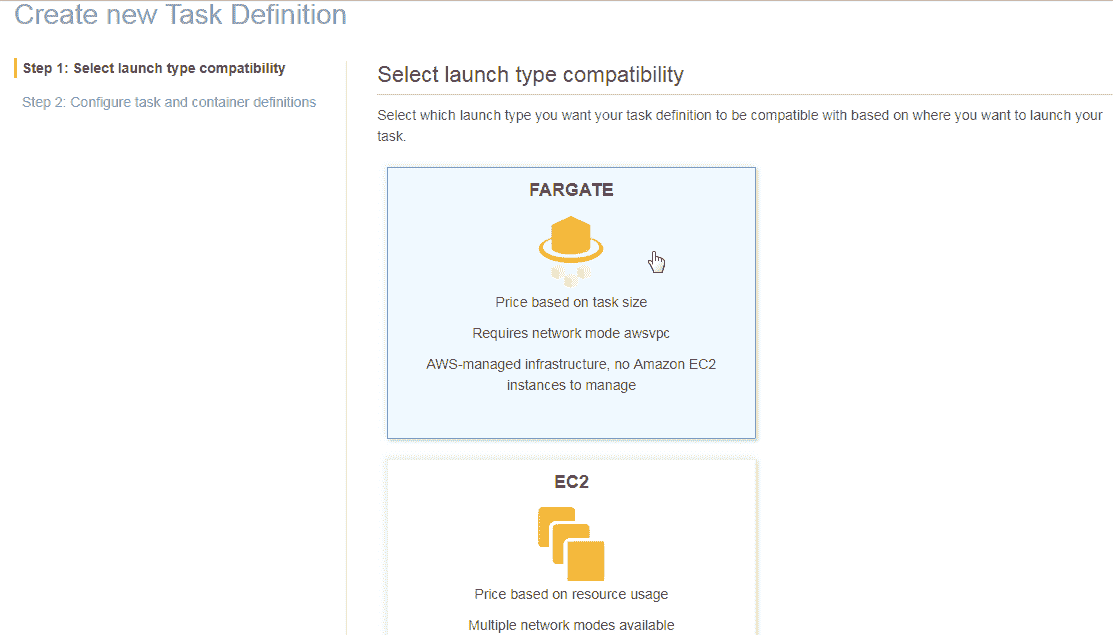 Create new Task Definition
Step 1: Select launch type compatibility
Step 2: Configure task and container definitions
Select launch type compatibility
Select which launch type you want your task definition to be compatible with based on where you want to launch your
task.
FARGATE
Price based on task size
Requires network mode awsvpc
AWS-managed infrastructure, no Amazon EC2
instances to manage
EC2
Price based on resource usage
Multiple network modes available